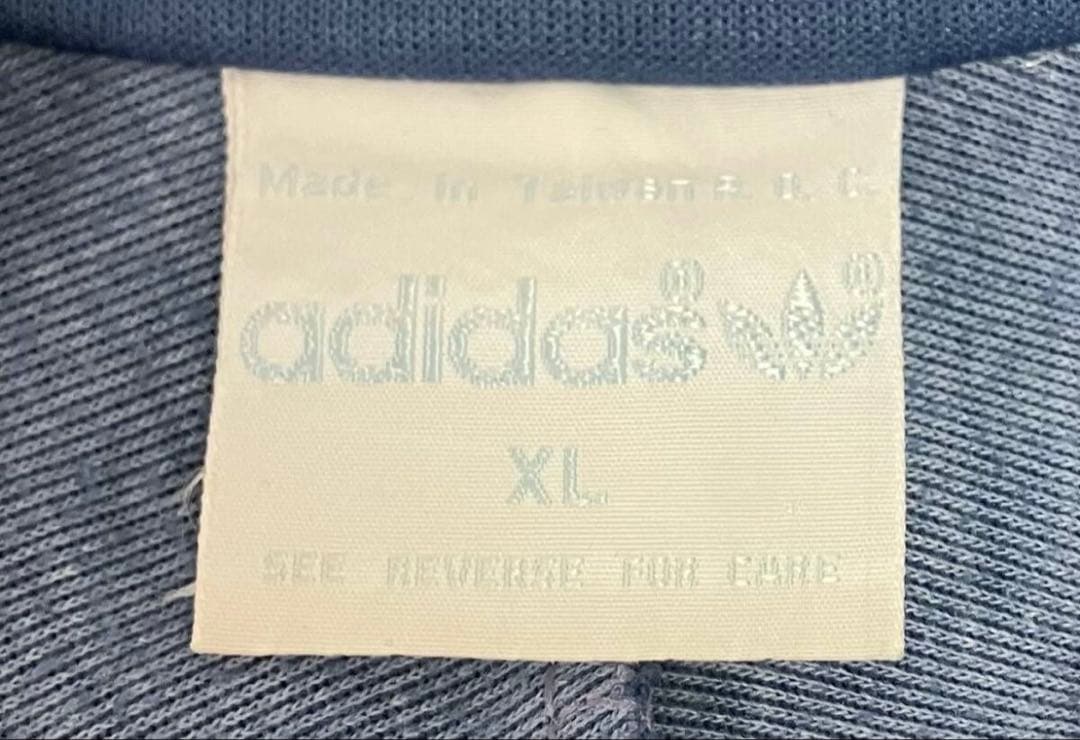 Made in Taiwan R. O. C.
adidas®®
XL
SEE REVERSE FOR CARE